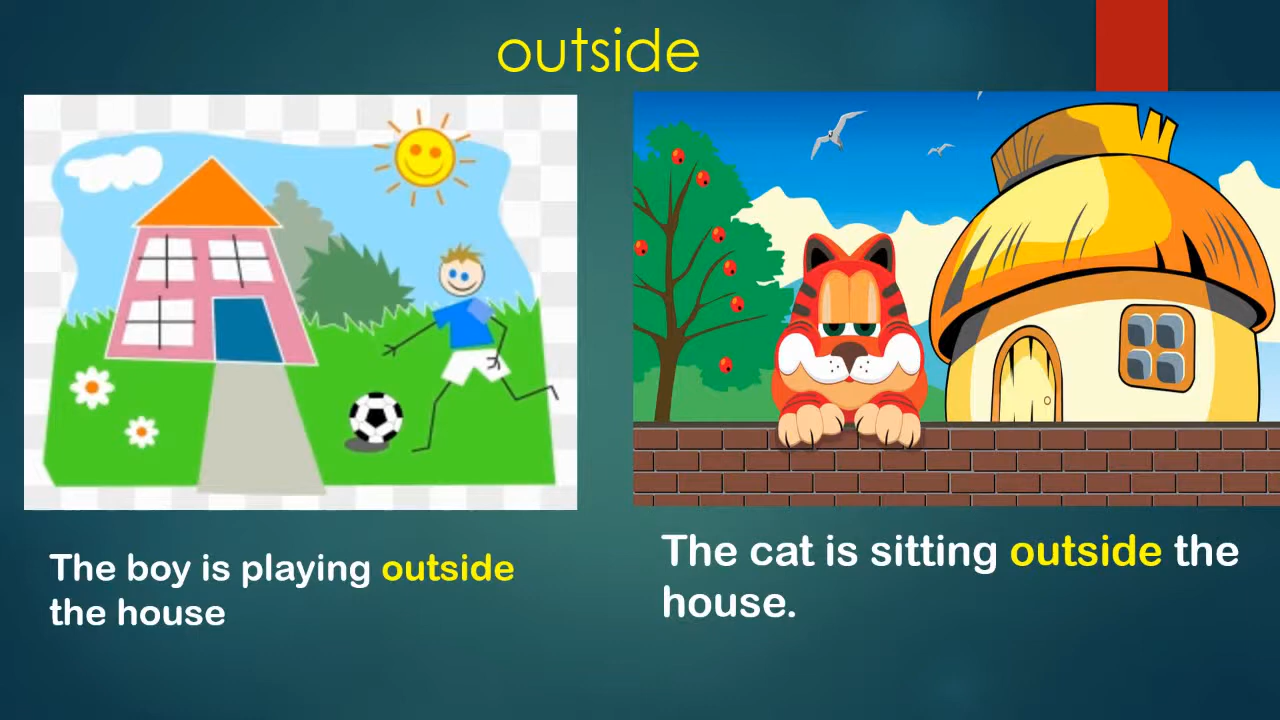 outside
The boy is playing outside
the house
The cat is sitting outside the
house.